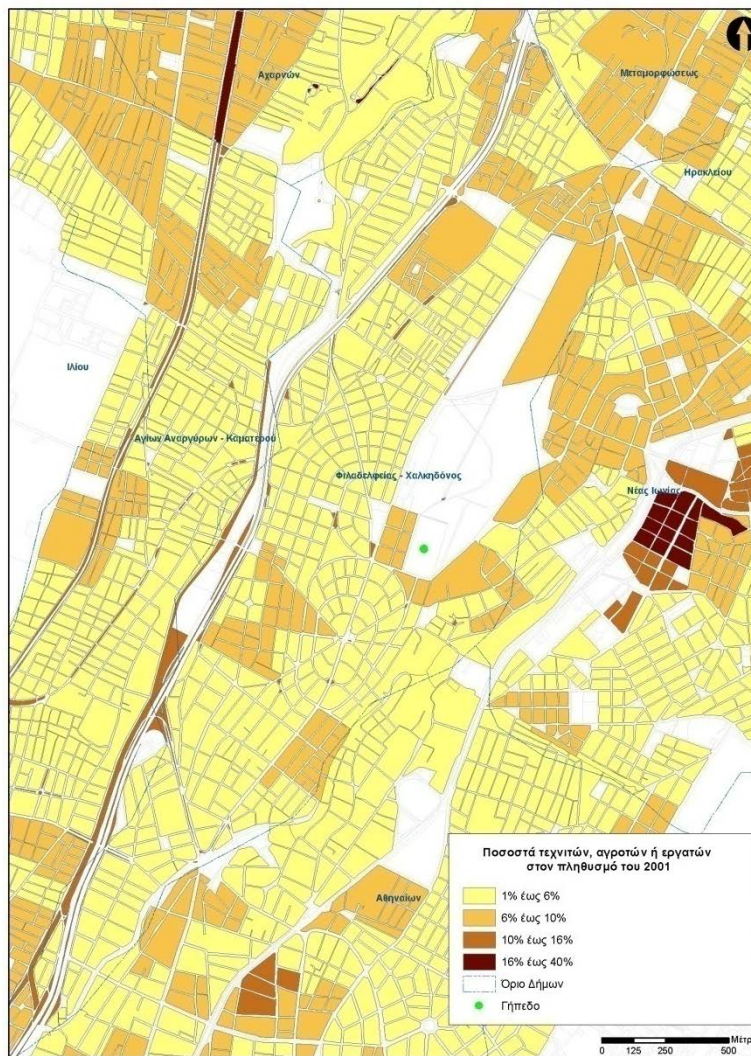 Αχαρνών
Μεταμορφώσεως
Ηρακλείου
Ιλίου
Αγίων Αναργύρων - Καματερού
Φιλαδελφείας - Χαλκηδόνος
Νέας Ιωνίας
Αθηναίων
Ποσοστά τεχνιτών, αγροτών ή εργατών
στον πληθυσμό του 2001
1% έως 6%
6% έως 10%
10% έως 16%
16% έως 40%
Όριο Δήμων
Γήπεδο
Μέτρ
0 125 250 500